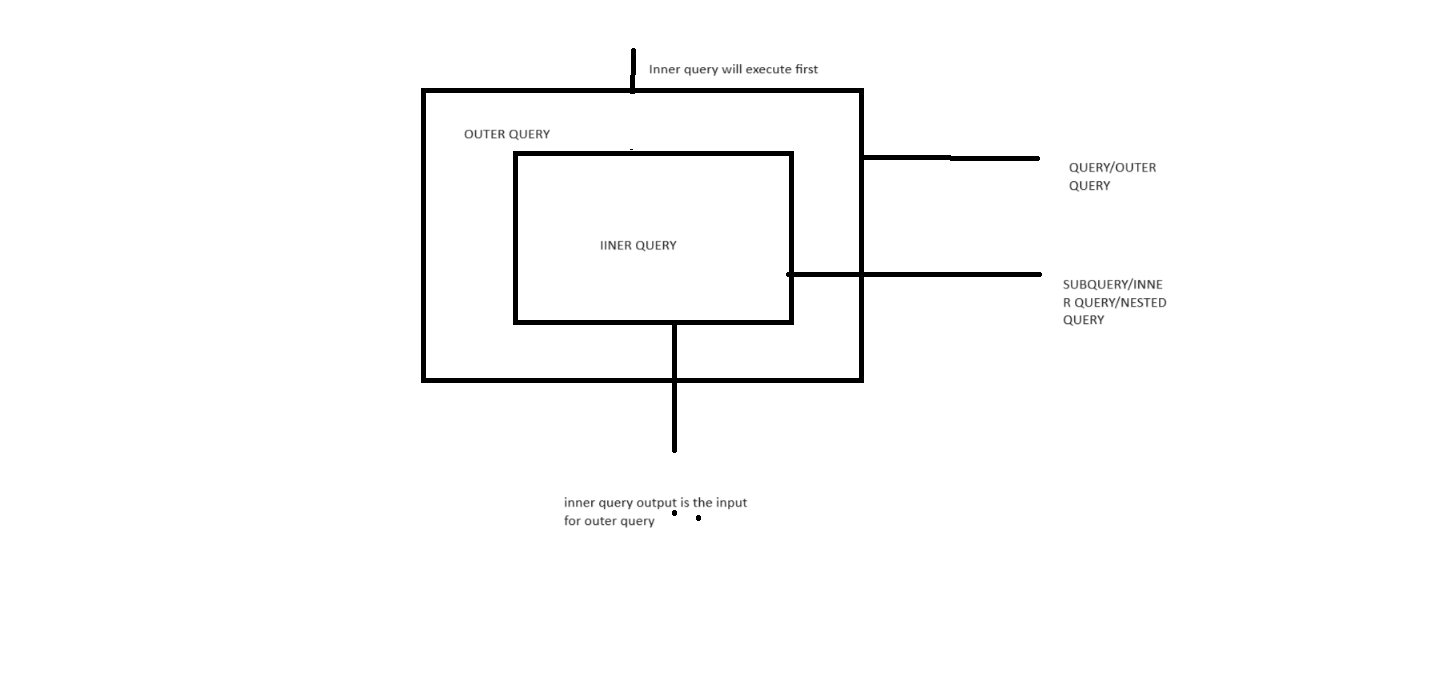 Inner query will execute first
OUTER QUERY
QUERY/OUTER
QUERY
IINER QUERY
SUBQUERY/INNE
R QUERY/NESTED
QUERY
inner query output is the input
for outer query